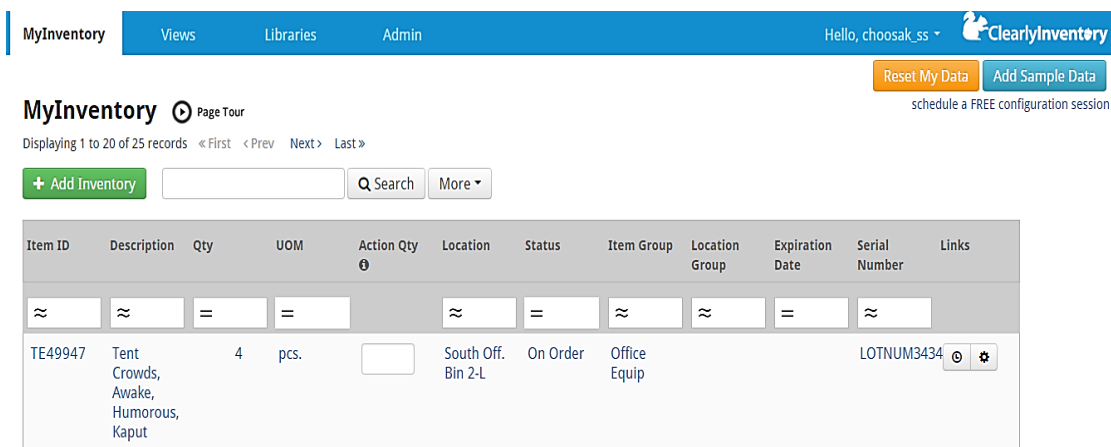 MyInventory Views Libraries Admin Hello, choosak_ss ClearlyInventory
Reset My Data Add Sample Data
schedule a FREE configuration session
MyInventory Page Tour
Displaying 1 to 20 of 25 records « First < Prev Next > Last »
+ Add Inventory Search More
Item ID Description Qty UOM Action Qty Location Status Item Group Location Group Expiration Date Serial Number Links
≈ ≈ = = ≈ = ≈ ≈ = ≈
TE49947 Tent 4 pcs. South Off. On Order Office LOTNUM3434
Crowds, Bin 2-L Equip
Awake,
Humorous,
Kaput